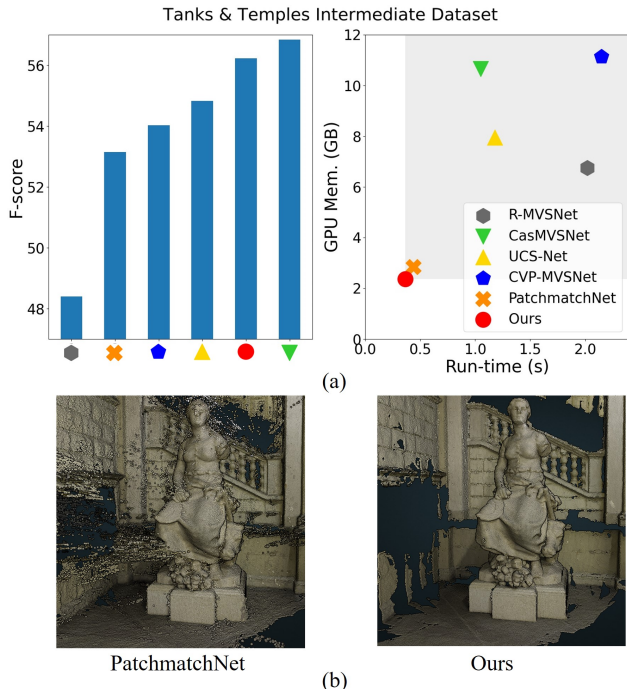 Tanks & Temples Intermediate Dataset
F-score
56
54
52
50
48
GPU Mem. (GB)
12
10
8
6
4
2
0
0.0 0.5 1.0 1.5 2.0
Run-time (s)
R-MVSNet
CasMVSNet
UCS-Net
CVP-MVSNet
PatchmatchNet
Ours
(a)
PatchmatchNet Ours
(b)